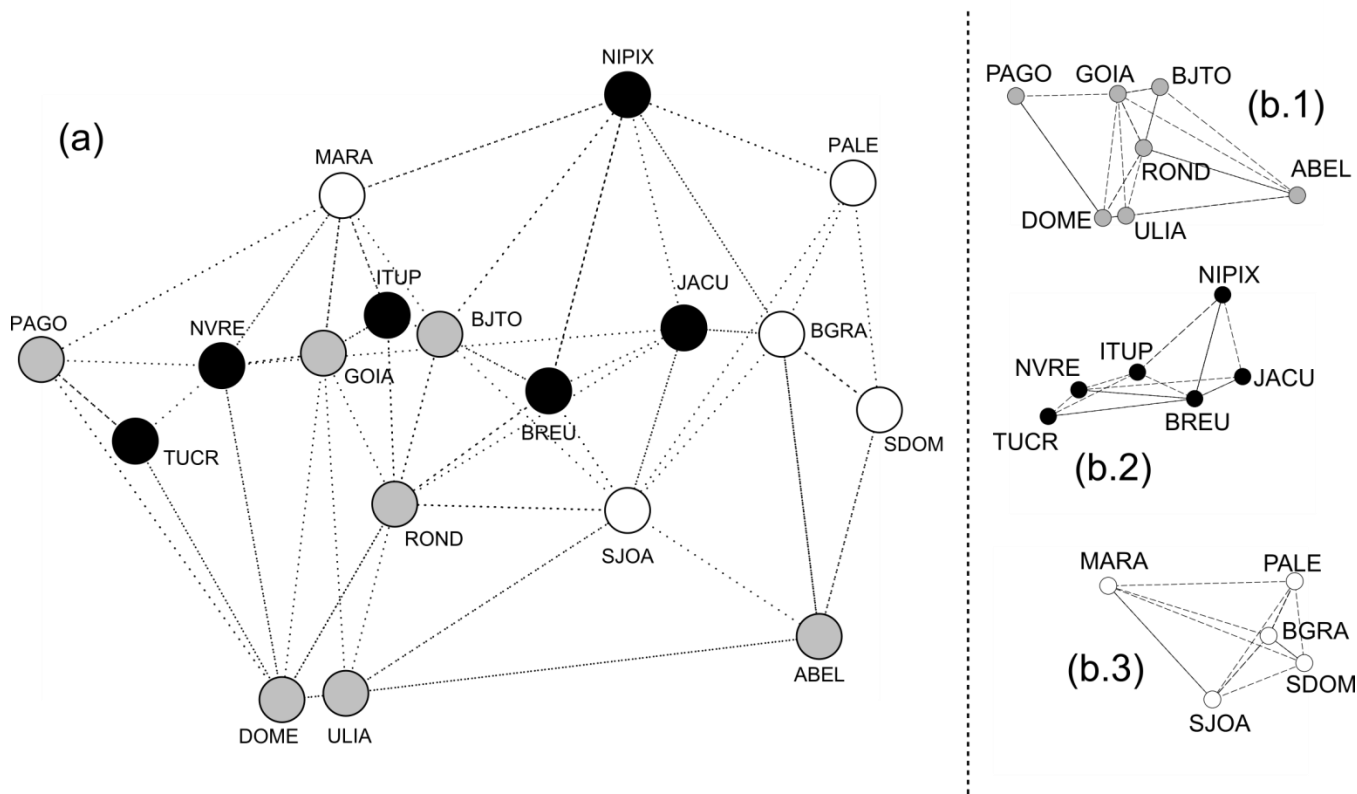 (a)
NIPIX
MARA
PALE
ITUP
JACU
PAGO
NVRE
BJTO
BGRA
GOIA
BREU
SDOM
TUCR
ROND
SJOA
ABEL
DOME
ULIA
(b.1)
PAGO
GOIA
BJTO
ROND
ABEL
DOME
ULIA
NIPIX
ITUP
NVRE
JACU
BREU
TUCR
(b.2)
MARA
PALE
BGRA
(b.3)
SDOM
SJOA